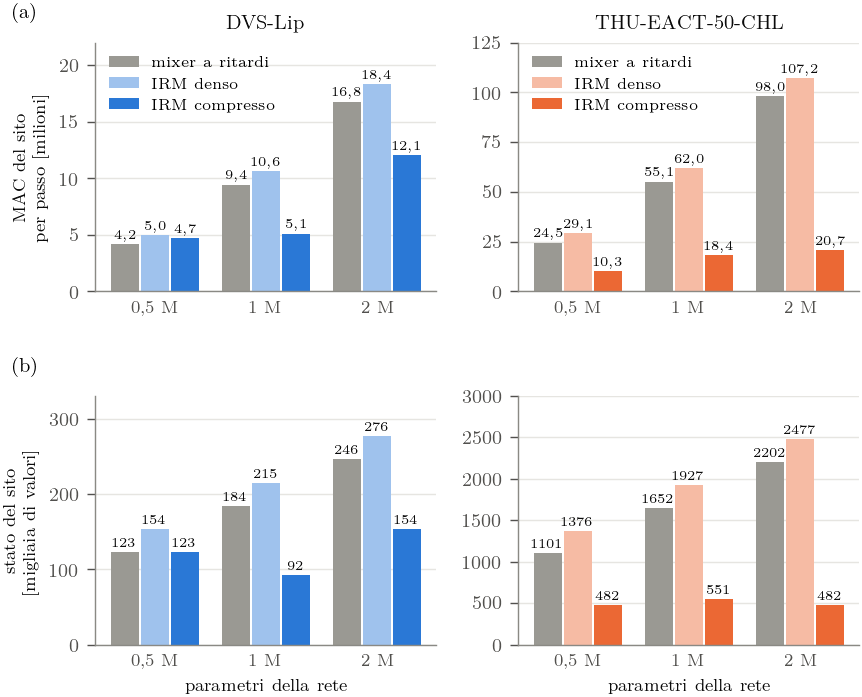 (a)
DVS-Lip
THU-EACT-50-CHL
MAC del sito
per passo [milioni]
20
15
10
5
0
mixer a ritardi
IRM denso
IRM compresso
4,2
5,0
4,7
9,4
10,6
5,1
16,8
18,4
12,1
0,5 M
1 M
2 M
125
100
75
50
25
0
mixer a ritardi
IRM denso
IRM compresso
24,5
29,1
10,3
55,1
62,0
18,4
98,0
107,2
20,7
0,5 M
1 M
2 M
(b)
stato del sito
[migliaia di valori]
300
200
100
0
123
154
123
184
215
92
246
276
154
0,5 M
1 M
2 M
parametri della rete
3000
2500
2000
1500
1000
500
0
1101
1376
482
1652
1927
551
2202
2477
482
0,5 M
1 M
2 M
parametri della rete